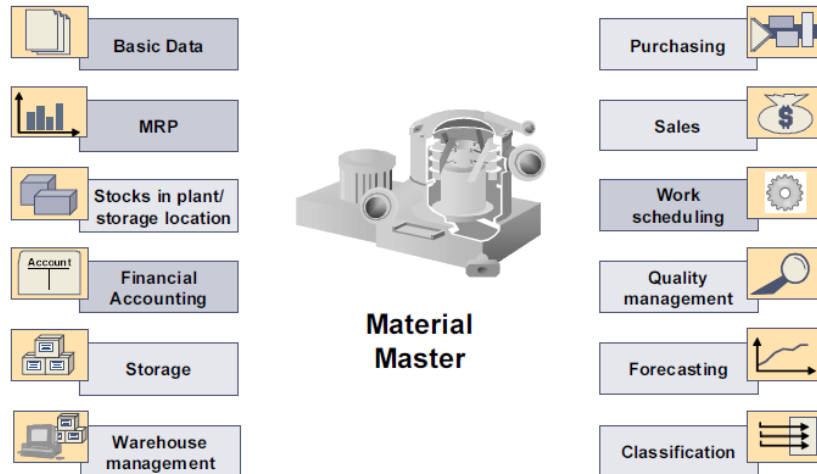 Basic Data
MRP
Stocks in plant/
storage location
Account
Financial
Accounting
Storage
Warehouse
management
Material
Master
Purchasing
Sales
$
Work
scheduling
Quality
management
Forecasting
Classification